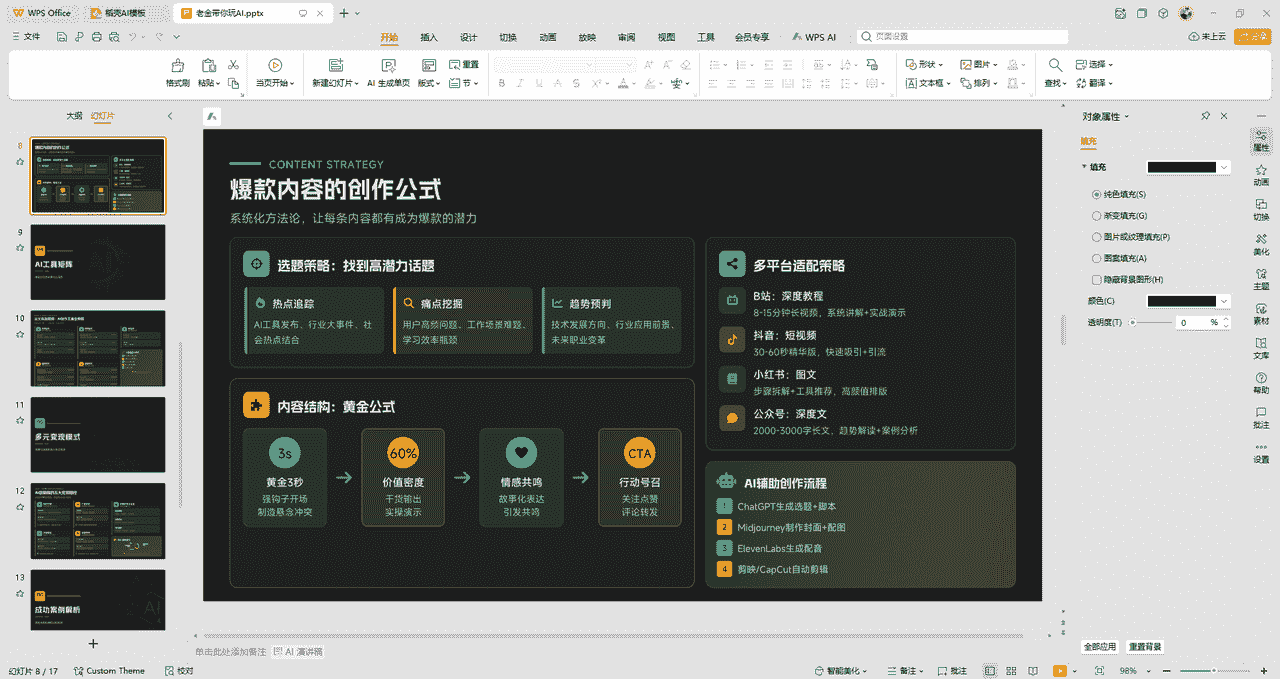 WPS Office
稻壳AI模板
老金带你玩AI.pptx
文件
开始 插入 设计 切换 动画 放映 审阅 视图 工具 会员专享 WPS AI
页面设置
未上云
格式刷 粘贴 当页开始 新建幻灯片 AI 生成单页 版式 重置 节
形状 图片 文本框 排列 查找 选择 翻译
大纲 幻灯片
8
9
AI工具矩阵
10
11
多元变现模式
12
13
成功案例解析
CONTENT STRATEGY
爆款内容的创作公式
系统化方法论，让每条内容都有成为爆款的潜力
选题策略：找到高潜力话题
热点追踪
AI工具发布、行业大事件、社
会热点结合
痛点挖掘
用户高频问题、工作场景难题、
学习效率瓶颈
趋势预判
技术发展方向、行业应用前景、
未来职业变革
内容结构：黄金公式
3s
黄金3秒
强钩子开场
制造悬念冲突
60%
价值密度
干货输出
实操演示
情感共鸣
故事化表达
引发共鸣
CTA
行动号召
关注点赞
评论转发
多平台适配策略
B站：深度教程
8-15分钟长视频，系统讲解+实战演示
抖音：短视频
30-60秒精华版，快速吸引+引流
小红书：图文
步骤拆解+工具推荐，高颜值排版
公众号：深度文
2000-3000字长文，趋势解读+案例分析
AI辅助创作流程
1 ChatGPT生成选题+脚本
2 Midjourney制作封面+配图
3 ElevenLabs生成配音
4 剪映/CapCut自动剪辑
对象属性
填充
填充
纯色填充(S)
渐变填充(G)
图片或纹理填充(P)
图案填充(A)
隐藏背景图形(H)
颜色(C)
透明度(T) 0 %
全部应用 重置背景
属性
动画
切换
美化
主题
素材
文库
帮助
批注
设置
单击此处添加备注 AI 演讲稿
幻灯片 8 / 17 Custom Theme 校对
智能美化 备注 批注 98%